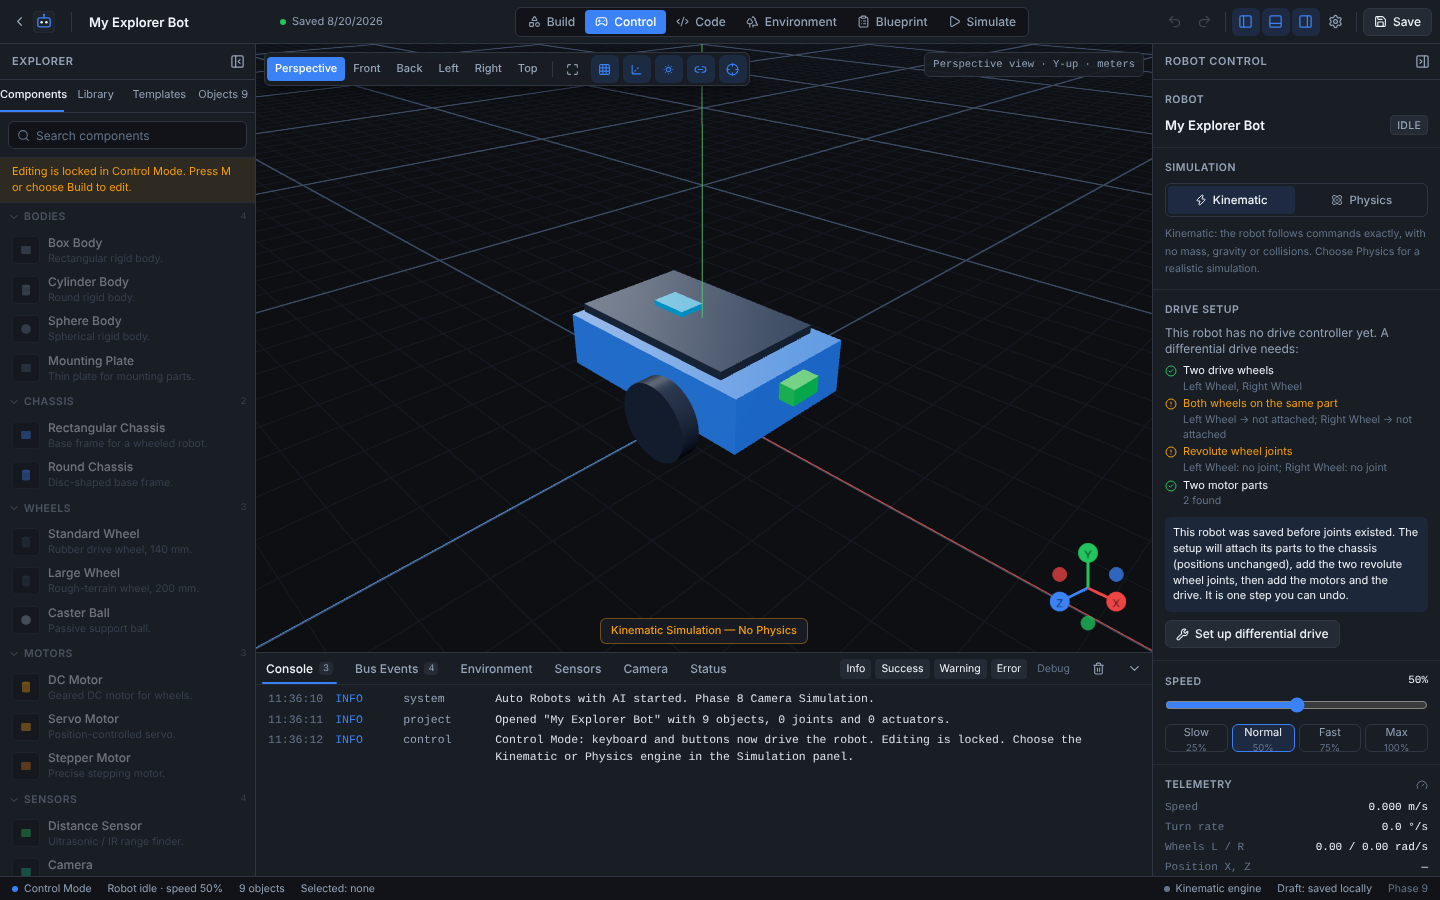 My Explorer Bot
Saved 8/20/2026
Build
Control
Code
Environment
Blueprint
Simulate
Save
EXPLORER
Components
Library
Templates
Objects 9
Search components
Editing is locked in Control Mode. Press M
or choose Build to edit.
BODIES 4
Box Body
Rectangular rigid body.
Cylinder Body
Round rigid body.
Sphere Body
Spherical rigid body.
Mounting Plate
Thin plate for mounting parts.
CHASSIS 2
Rectangular Chassis
Base frame for a wheeled robot.
Round Chassis
Disc-shaped base frame.
WHEELS 3
Standard Wheel
Rubber drive wheel, 140 mm.
Large Wheel
Rough-terrain wheel, 200 mm.
Caster Ball
Passive support ball.
MOTORS 3
DC Motor
Geared DC motor for wheels.
Servo Motor
Position-controlled servo.
Stepper Motor
Precise stepping motor.
SENSORS 4
Distance Sensor
Ultrasonic / IR range finder.
Camera
Perspective
Front
Back
Left
Right
Top
Perspective view · Y-up · meters
Y
Z
X
Kinematic Simulation — No Physics
Console 3
Bus Events 4
Environment
Sensors
Camera
Status
Info
Success
Warning
Error
Debug
11:36:10 INFO system Auto Robots with AI started. Phase 8 Camera Simulation.
11:36:11 INFO project Opened "My Explorer Bot" with 9 objects, 0 joints and 0 actuators.
11:36:12 INFO control Control Mode: keyboard and buttons now drive the robot. Editing is locked. Choose the
Kinematic or Physics engine in the Simulation panel.
ROBOT CONTROL
ROBOT
My Explorer Bot
IDLE
SIMULATION
Kinematic
Physics
Kinematic: the robot follows commands exactly, with
no mass, gravity or collisions. Choose Physics for a
realistic simulation.
DRIVE SETUP
This robot has no drive controller yet. A
differential drive needs:
Two drive wheels
Left Wheel, Right Wheel
Both wheels on the same part
Left Wheel → not attached; Right Wheel → not
attached
Revolute wheel joints
Left Wheel: no joint; Right Wheel: no joint
Two motor parts
2 found
This robot was saved before joints existed. The
setup will attach its parts to the chassis
(positions unchanged), add the two revolute
wheel joints, then add the motors and the
drive. It is one step you can undo.
Set up differential drive
SPEED 50%
Slow
25%
Normal
50%
Fast
75%
Max
100%
TELEMETRY
Speed 0.000 m/s
Turn rate 0.0 °/s
Wheels L / R 0.00 / 0.00 rad/s
Position X, Z —
Control Mode
Robot idle · speed 50%
9 objects
Selected: none
Kinematic engine
Draft: saved locally
Phase 9